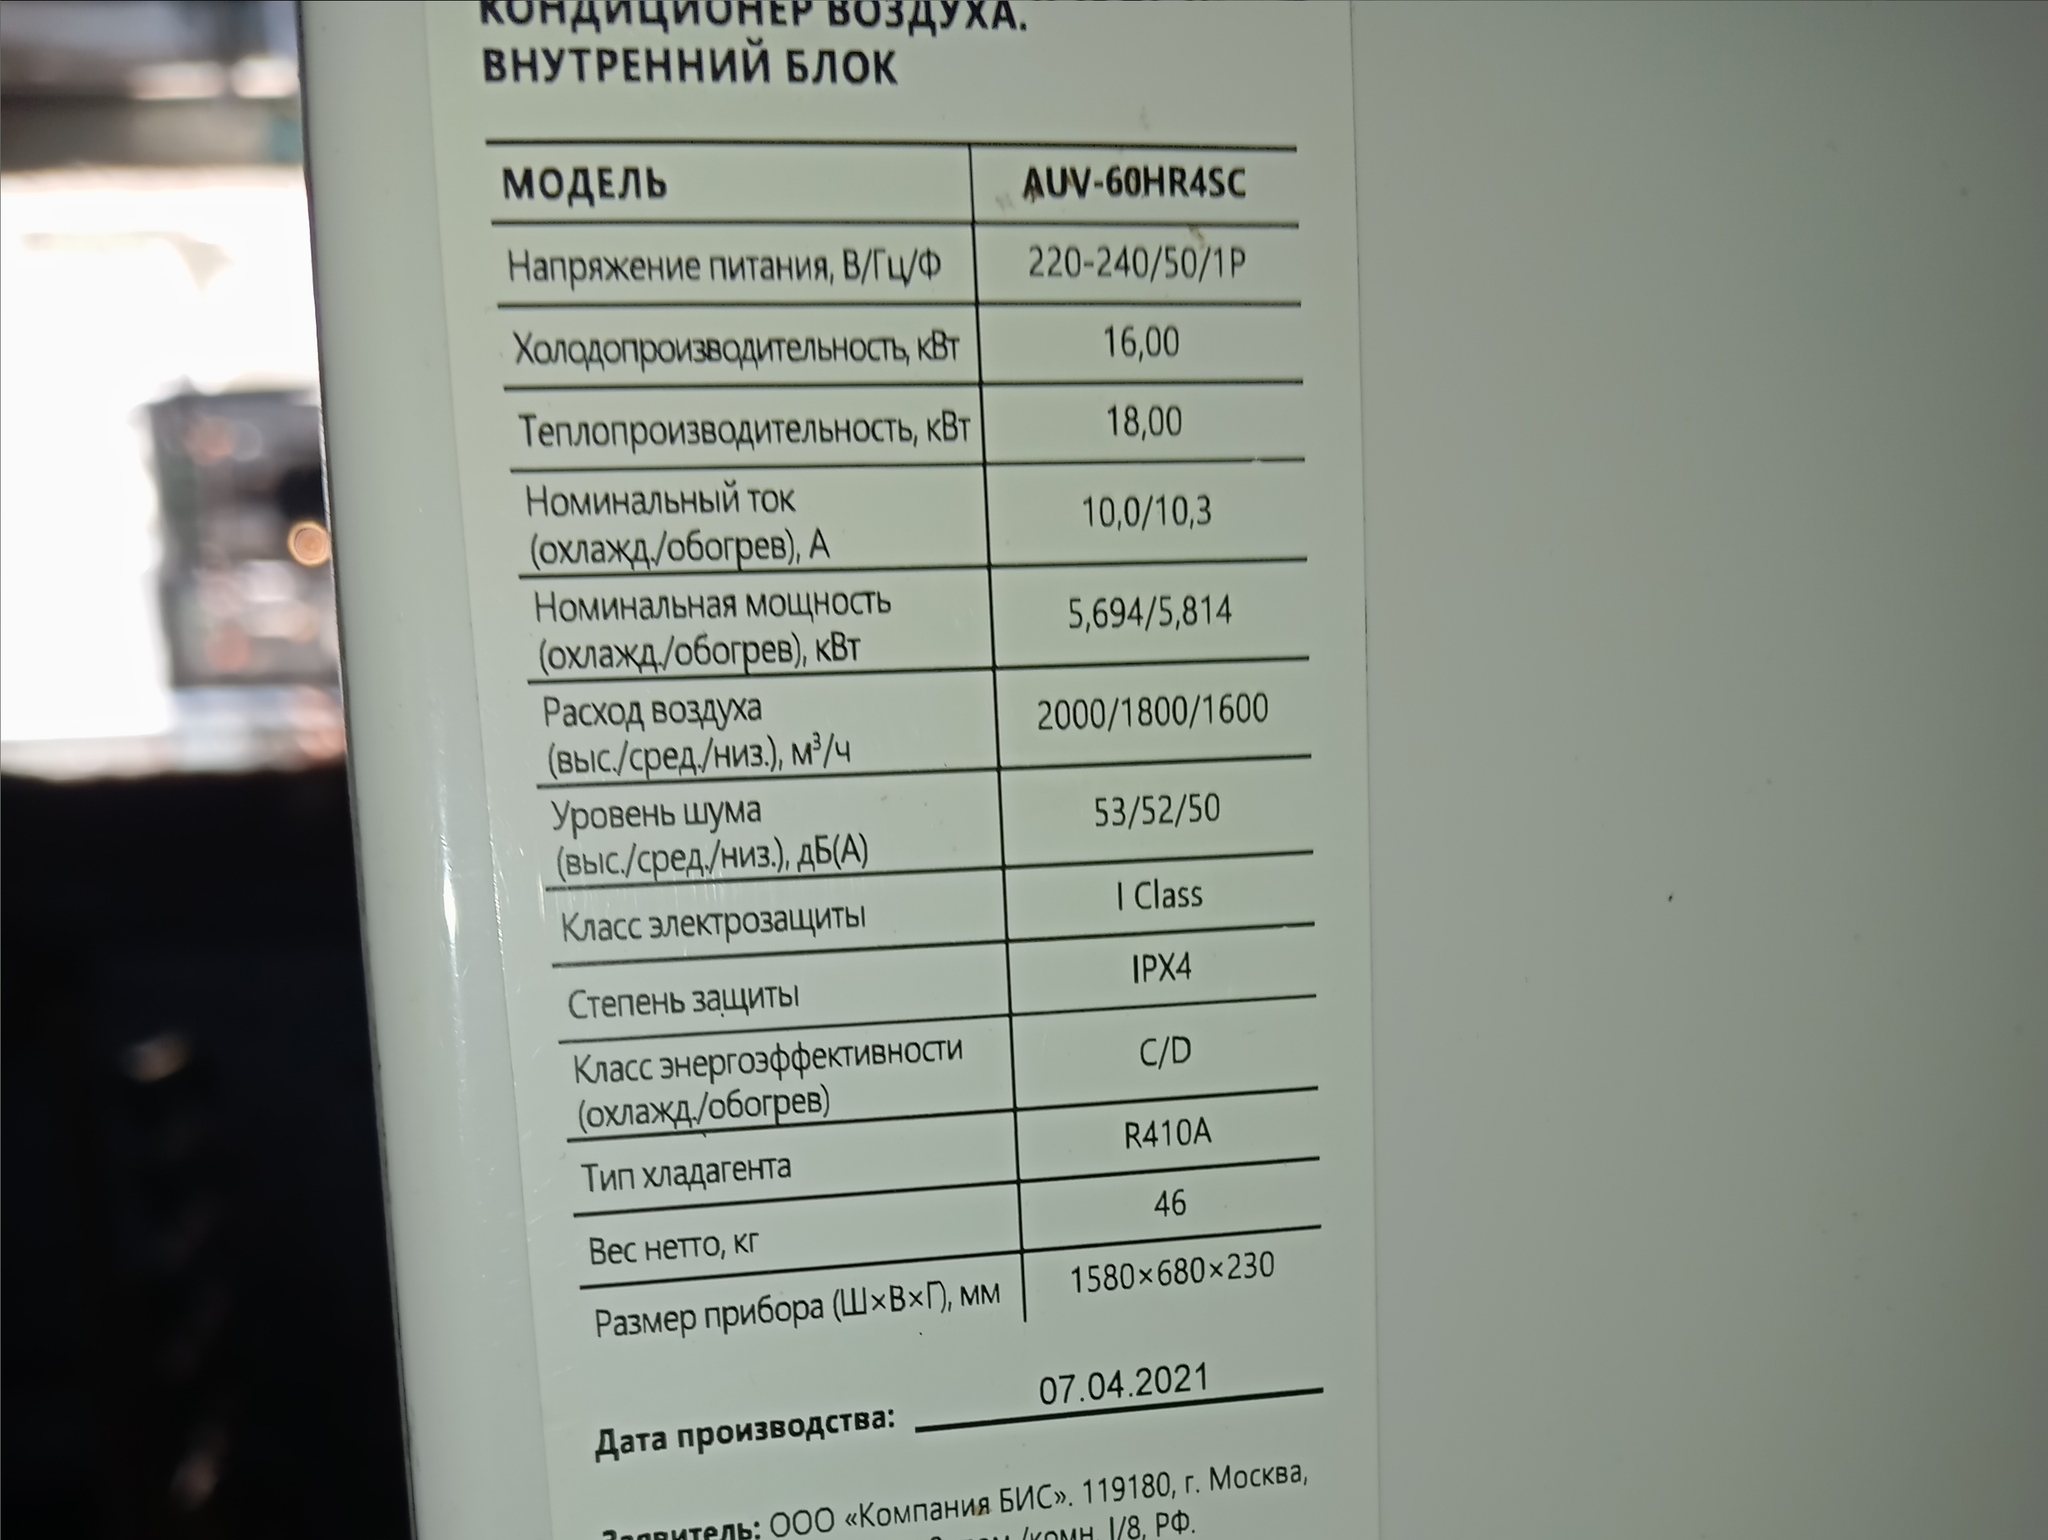 КОНДИЦИОНЕР ВОЗДУХА.
ВНУТРЕННИЙ БЛОК
МОДЕЛЬ AUV-60HR4SC
Напряжение питания, В/Гц/Ф 220-240/50/1P
Холодопроизводительность, кВт 16,00
Теплопроизводительность, кВт 18,00
Номинальный ток
(охлажд./обогрев), А 10,0/10,3
Номинальная мощность
(охлажд./обогрев), кВт 5,694/5,814
Расход воздуха
(выс./сред./низ.), м³/ч 2000/1800/1600
Уровень шума
(выс./сред./низ.), дБ(А) 53/52/50
Класс электрозащиты I Class
Степень защиты IPX4
Класс энергоэффективности
(охлажд./обогрев) C/D
Тип хладагента R410A
Вес нетто, кг 46
Размер прибора (Ш×В×Г), мм 1580×680×230
Дата производства: 07.04.2021
Заявитель: ООО «Компания БИС». 119180, г. Москва,
/комн. I/8, РФ.